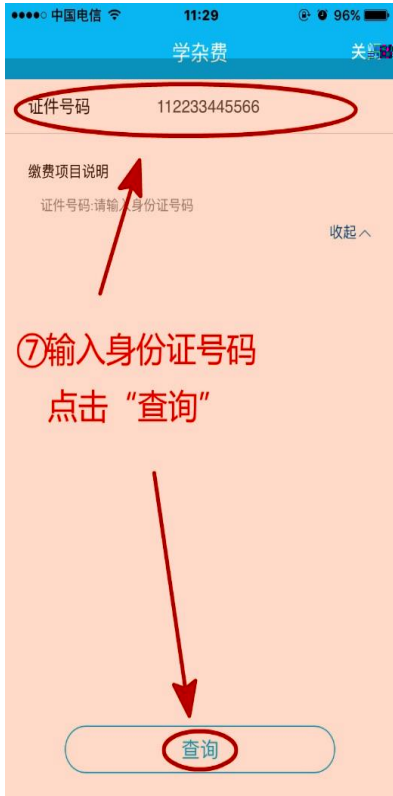 中国电信 11:29 96%
学杂费 关
证件号码 112233445566
缴费项目说明
证件号码:请输入身份证号码
收起
⑦输入身份证号码
点击“查询”
查询